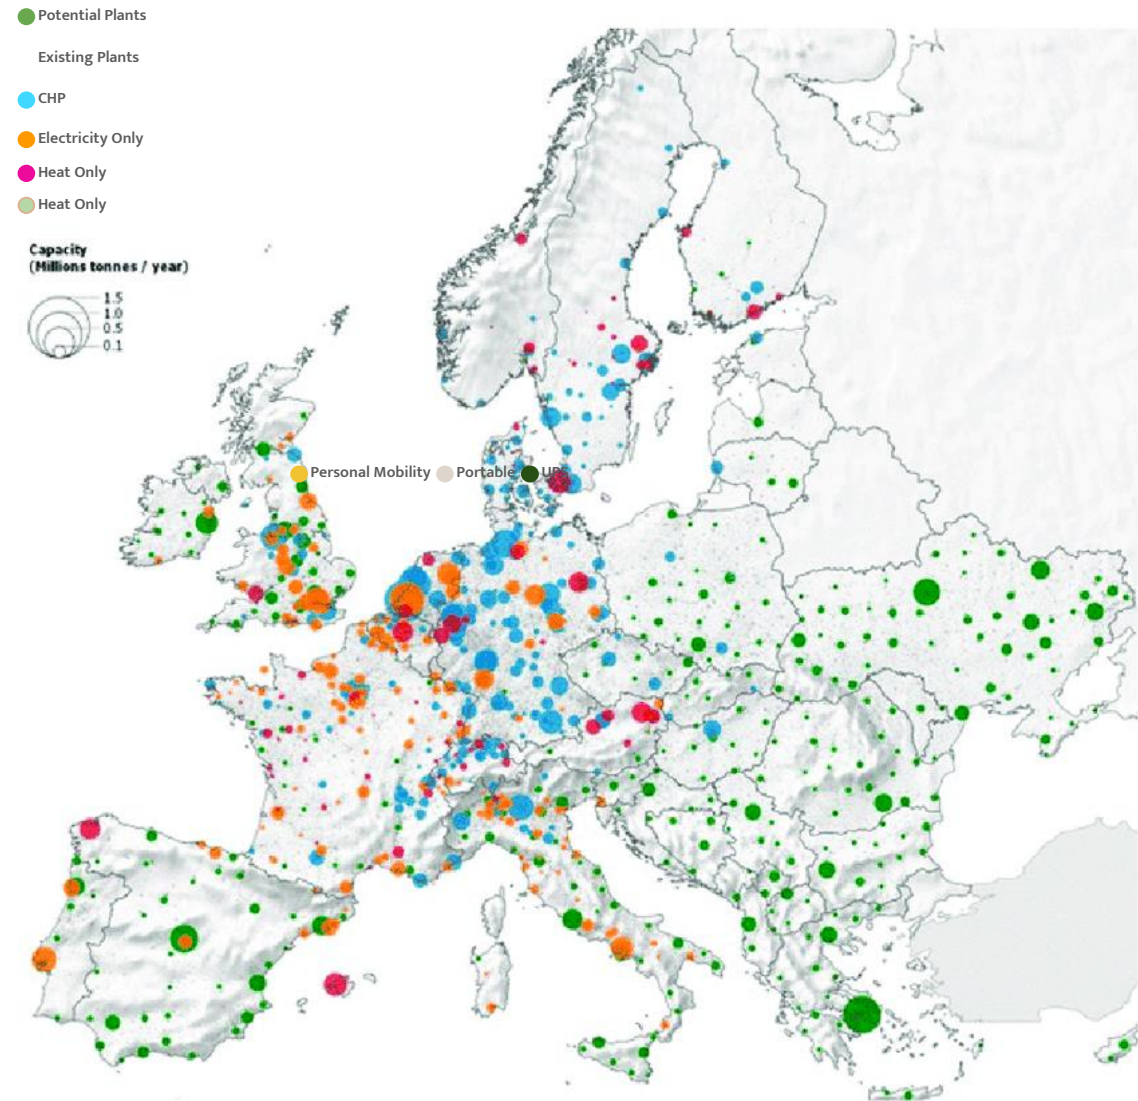 Potential Plants
Existing Plants
CHP
Electricity Only
Heat Only
Heat Only
Capacity
(Millions tonnes / year)
1.5
1.0
0.5
0.1
Personal Mobility
Portable